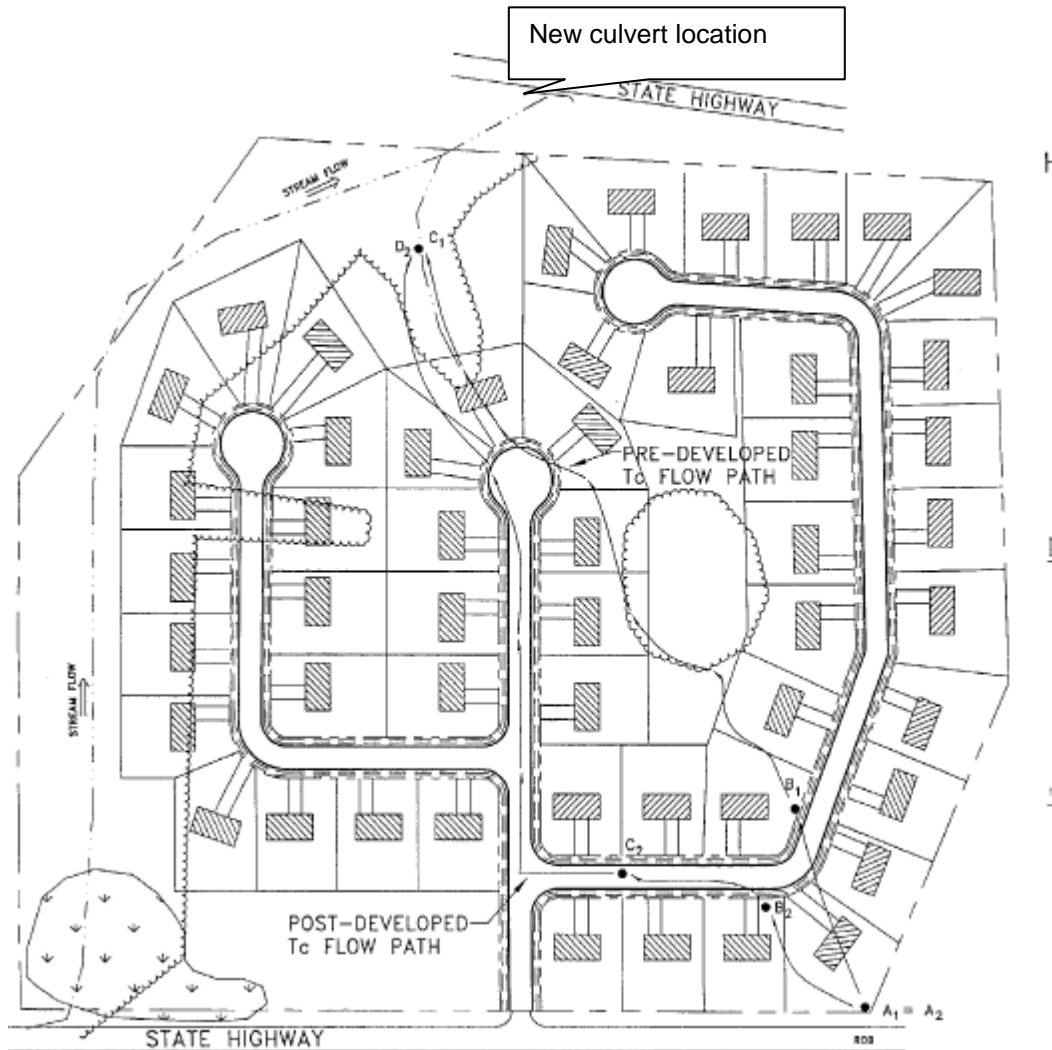 New culvert location
STATE HIGHWAY
STREAM FLOW
D2 C1
PRE-DEVELOPED
Tc FLOW PATH
STREAM FLOW
B1
C2
B2
POST-DEVELOPED
Tc FLOW PATH
A1 = A2
STATE HIGHWAY